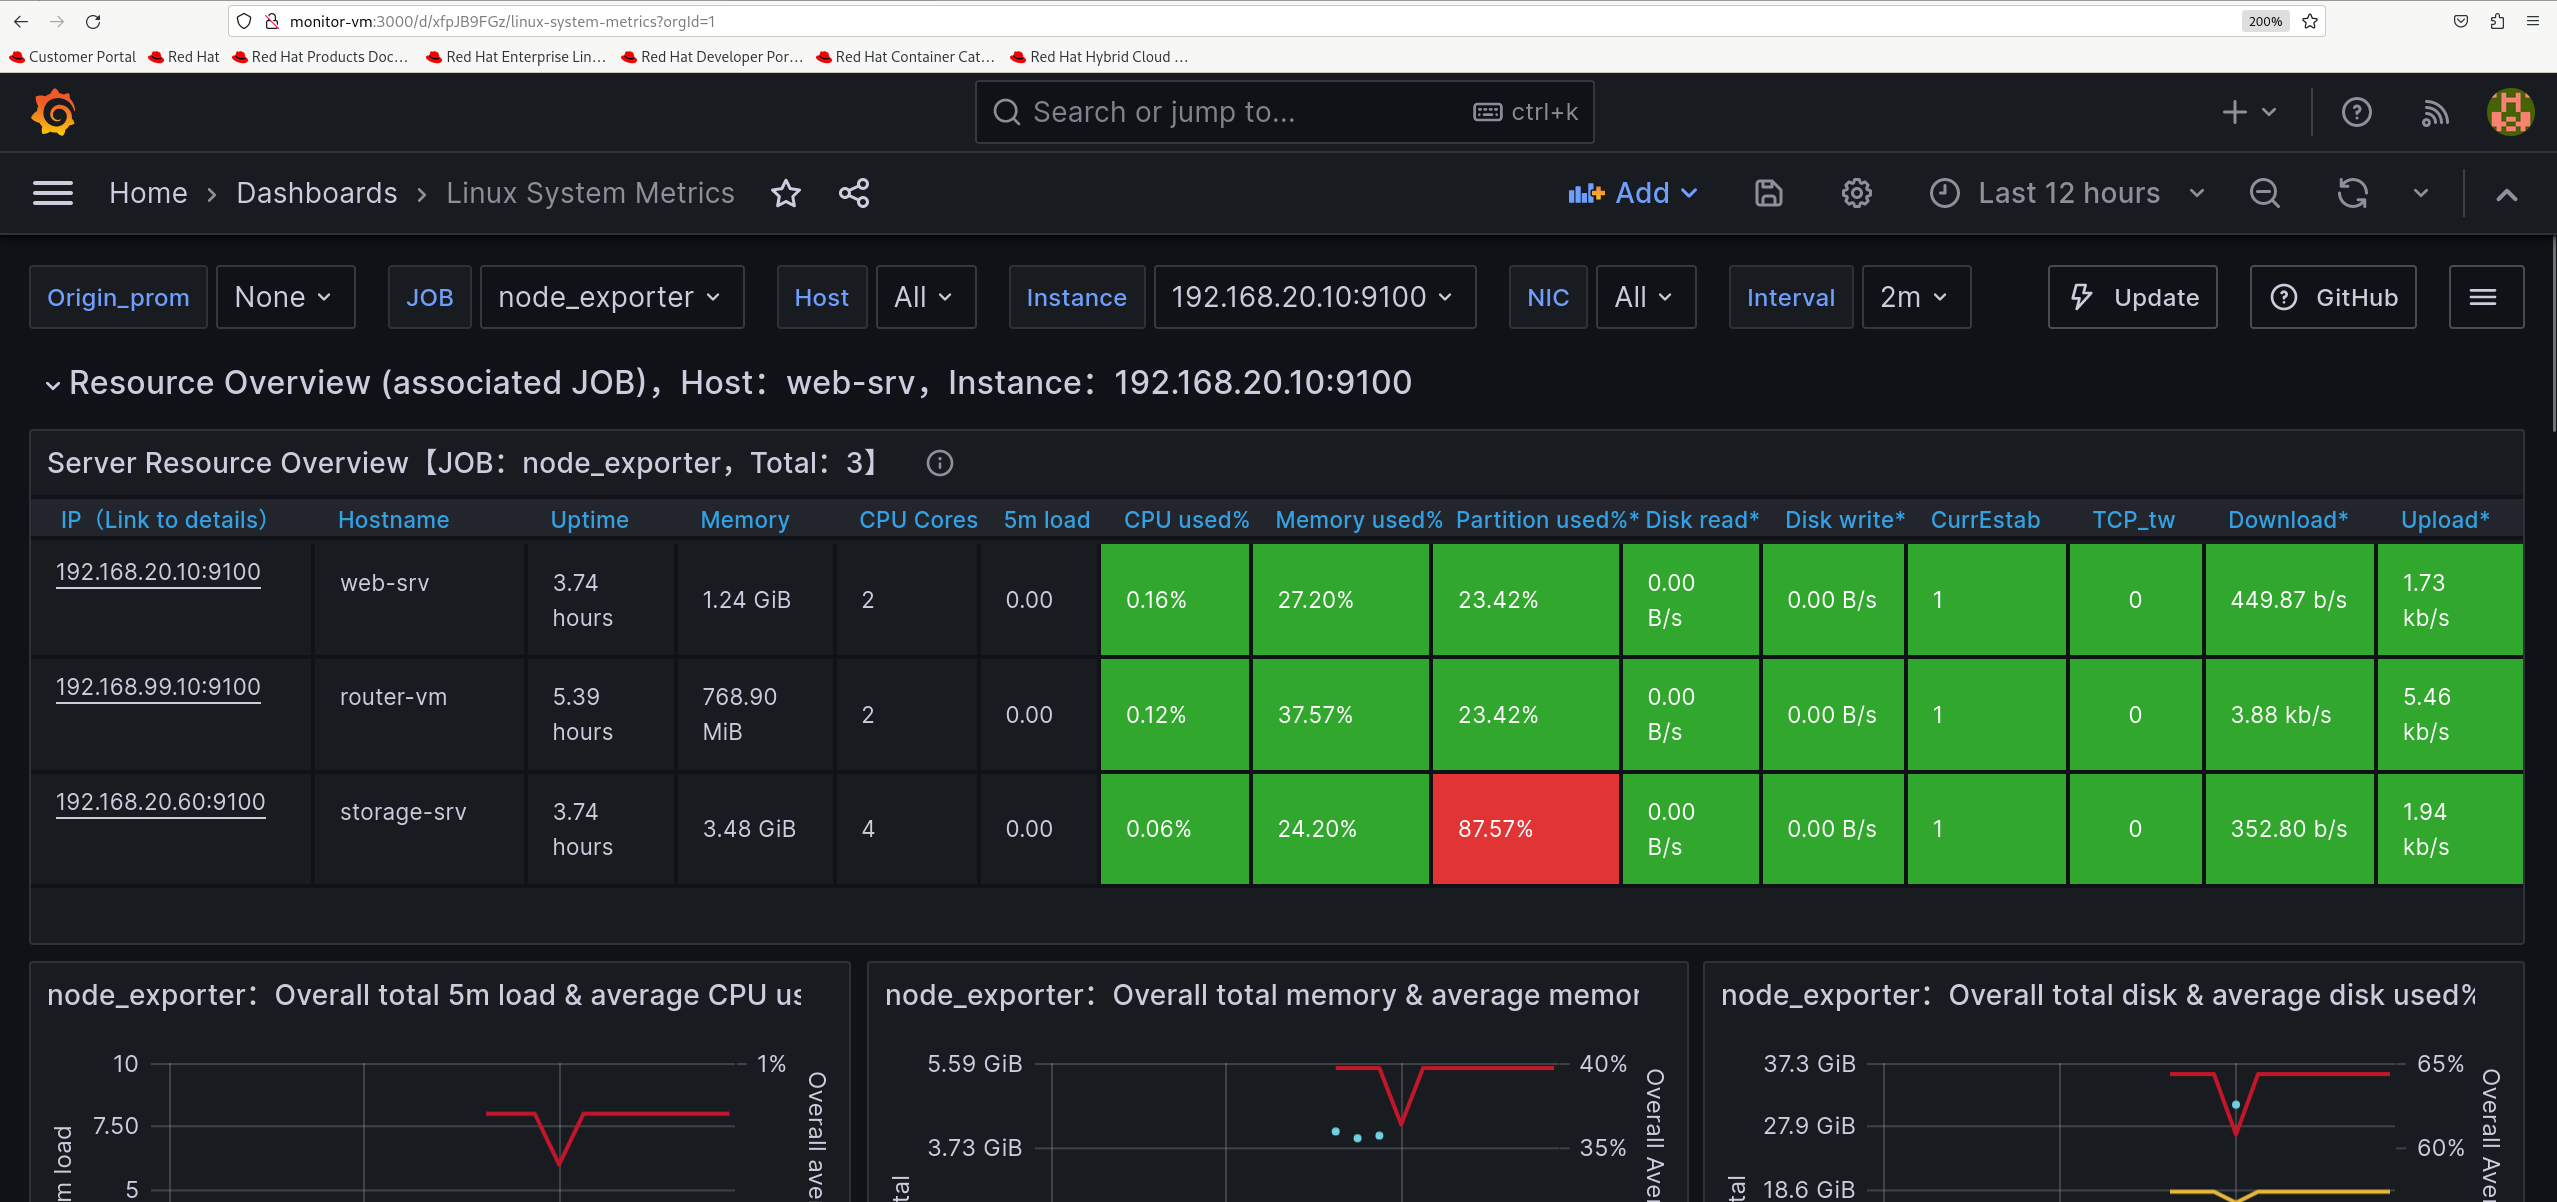 monitor-vm:3000/d/xfpJB9FGz/linux-system-metrics?orgId=1 200%
Customer Portal Red Hat Red Hat Products Doc... Red Hat Enterprise Lin... Red Hat Developer Por... Red Hat Container Cat... Red Hat Hybrid Cloud ...
Search or jump to... ctrl+k
Home › Dashboards › Linux System Metrics Add Last 12 hours
Origin_prom None JOB node_exporter Host All Instance 192.168.20.10:9100 NIC All Interval 2m Update GitHub
Resource Overview (associated JOB)，Host：web-srv，Instance：192.168.20.10:9100
Server Resource Overview【JOB：node_exporter，Total：3】
IP（Link to details） Hostname Uptime Memory CPU Cores 5m load CPU used% Memory used% Partition used%* Disk read* Disk write* CurrEstab TCP_tw Download* Upload*
192.168.20.10:9100 web-srv 3.74 hours 1.24 GiB 2 0.00 0.16% 27.20% 23.42% 0.00 B/s 0.00 B/s 1 0 449.87 b/s 1.73 kb/s
192.168.99.10:9100 router-vm 5.39 hours 768.90 MiB 2 0.00 0.12% 37.57% 23.42% 0.00 B/s 0.00 B/s 1 0 3.88 kb/s 5.46 kb/s
192.168.20.60:9100 storage-srv 3.74 hours 3.48 GiB 4 0.00 0.06% 24.20% 87.57% 0.00 B/s 0.00 B/s 1 0 352.80 b/s 1.94 kb/s
node_exporter：Overall total 5m load & average CPU us
10 1%
7.50
5
m load
Overall ave
node_exporter：Overall total memory & average memor
5.59 GiB 40%
3.73 GiB 35%
tal
Overall Aver
node_exporter：Overall total disk & average disk used%
37.3 GiB 65%
27.9 GiB
60%
18.6 GiB
tal
Overall Aver